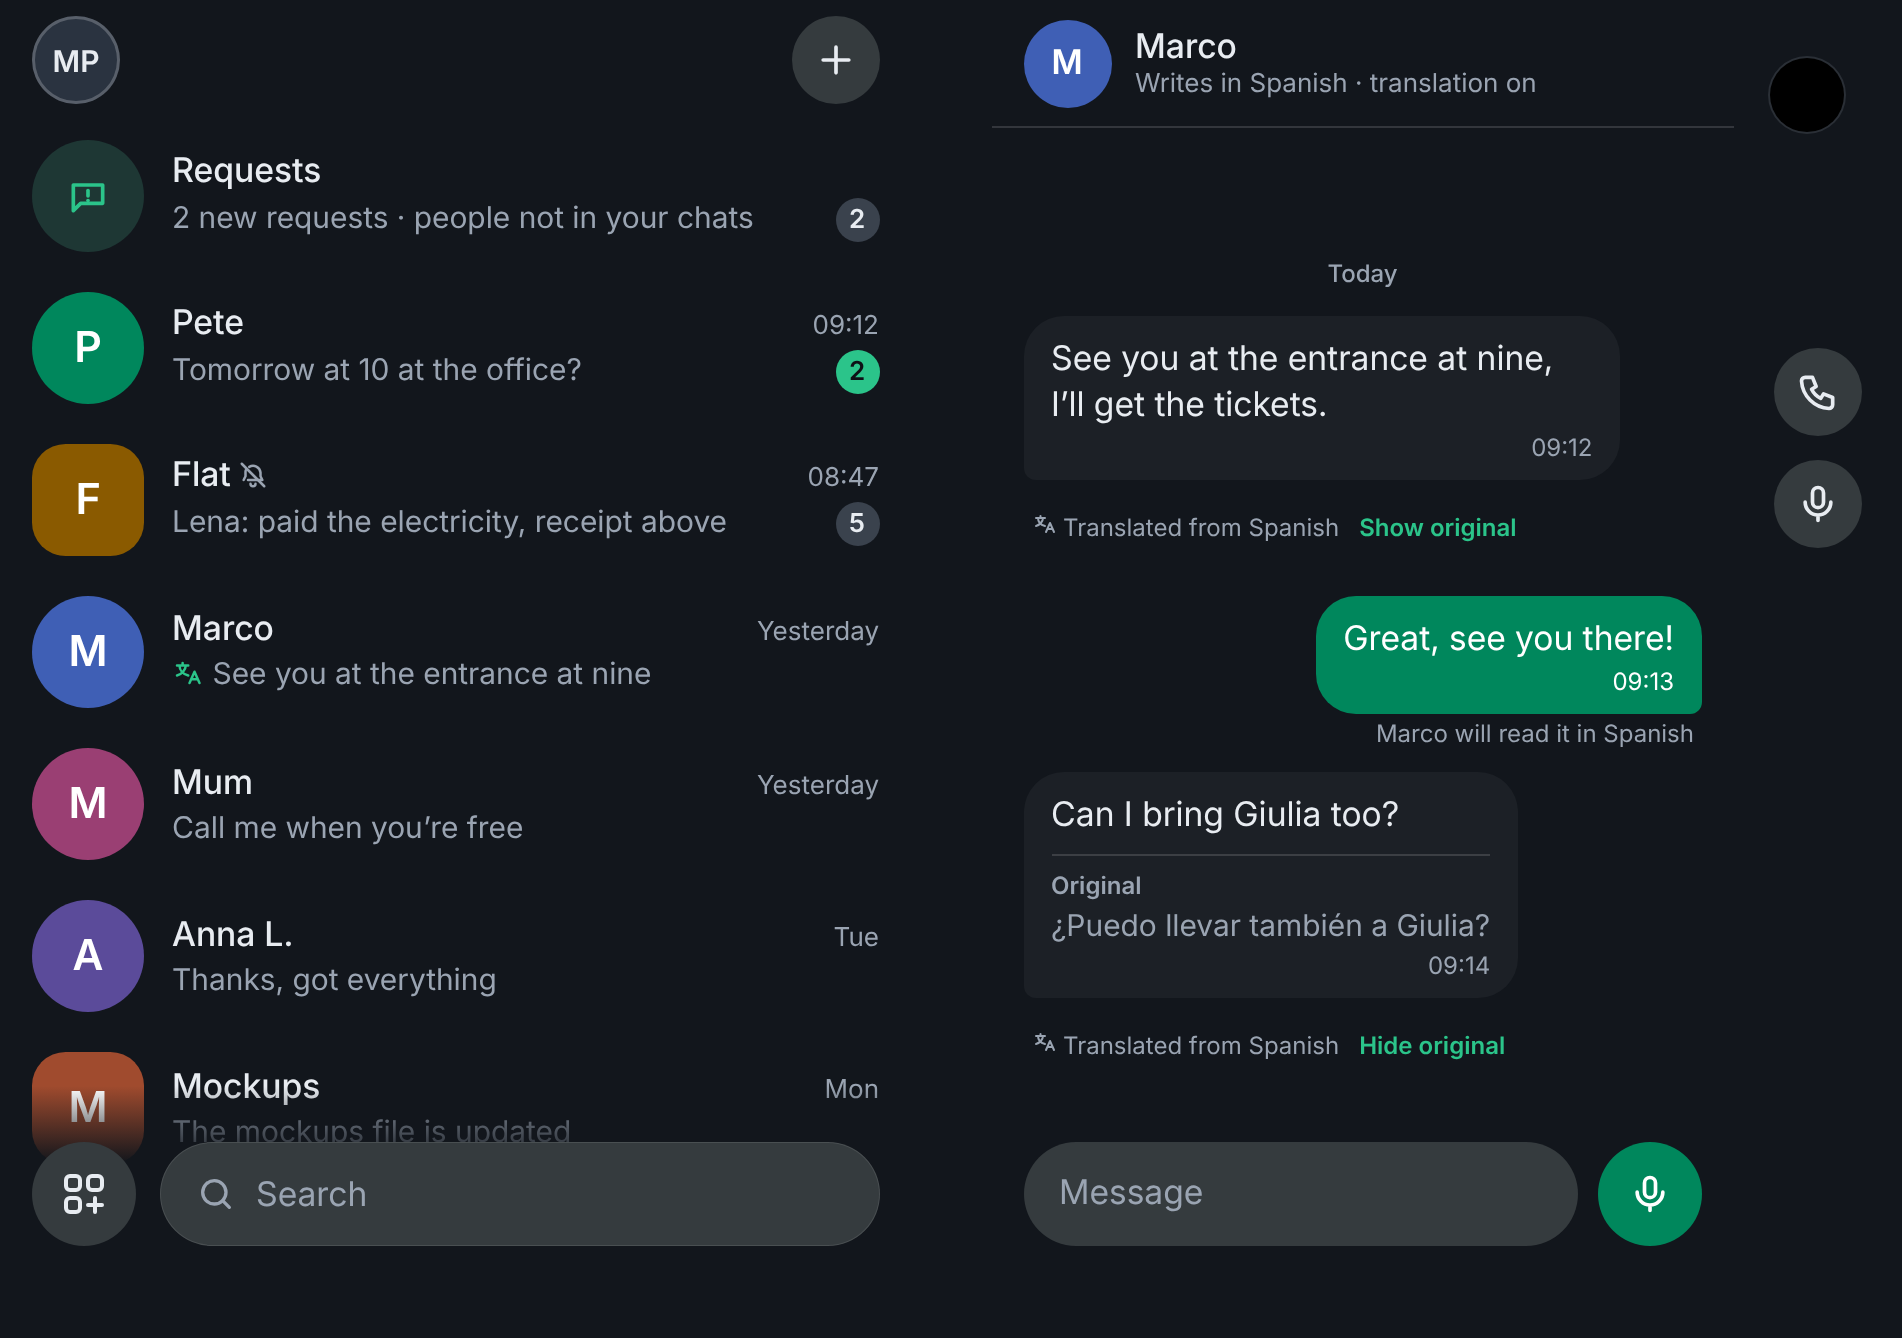 MP
Requests
2 new requests · people not in your chats
2
P
Pete
09:12
Tomorrow at 10 at the office?
2
F
Flat
08:47
Lena: paid the electricity, receipt above
5
M
Marco
Yesterday
See you at the entrance at nine
M
Mum
Yesterday
Call me when you’re free
A
Anna L.
Tue
Thanks, got everything
M
Mockups
Mon
The mockups file is updated
Search
M
Marco
Writes in Spanish · translation on
Today
See you at the entrance at nine,
I’ll get the tickets.
09:12
Translated from Spanish Show original
Great, see you there!
09:13
Marco will read it in Spanish
Can I bring Giulia too?
Original
¿Puedo llevar también a Giulia?
09:14
Translated from Spanish Hide original
Message